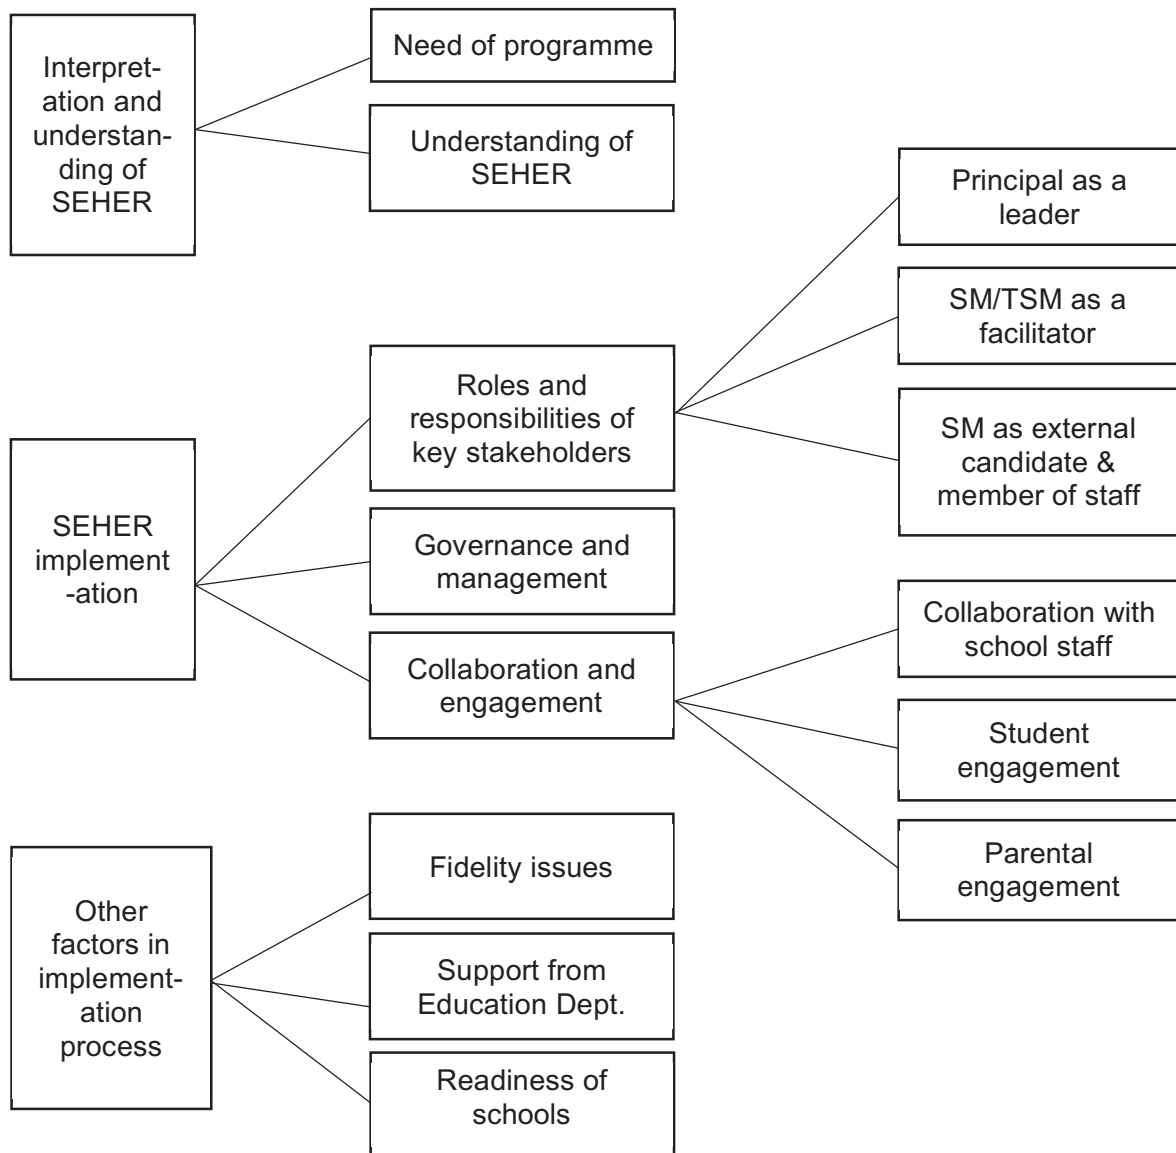 Interpret-
ation and
understan-
ding of
SEHER
Need of programme
Understanding of
SEHER
SEHER
implement
-ation
Roles and
responsibilities of
key stakeholders
Principal as a
leader
SM/TSM as a
facilitator
SM as external
candidate &
member of staff
Governance and
management
Collaboration and
engagement
Collaboration with
school staff
Student
engagement
Parental
engagement
Other
factors in
implement-
ation
process
Fidelity issues
Support from
Education Dept.
Readiness of
schools